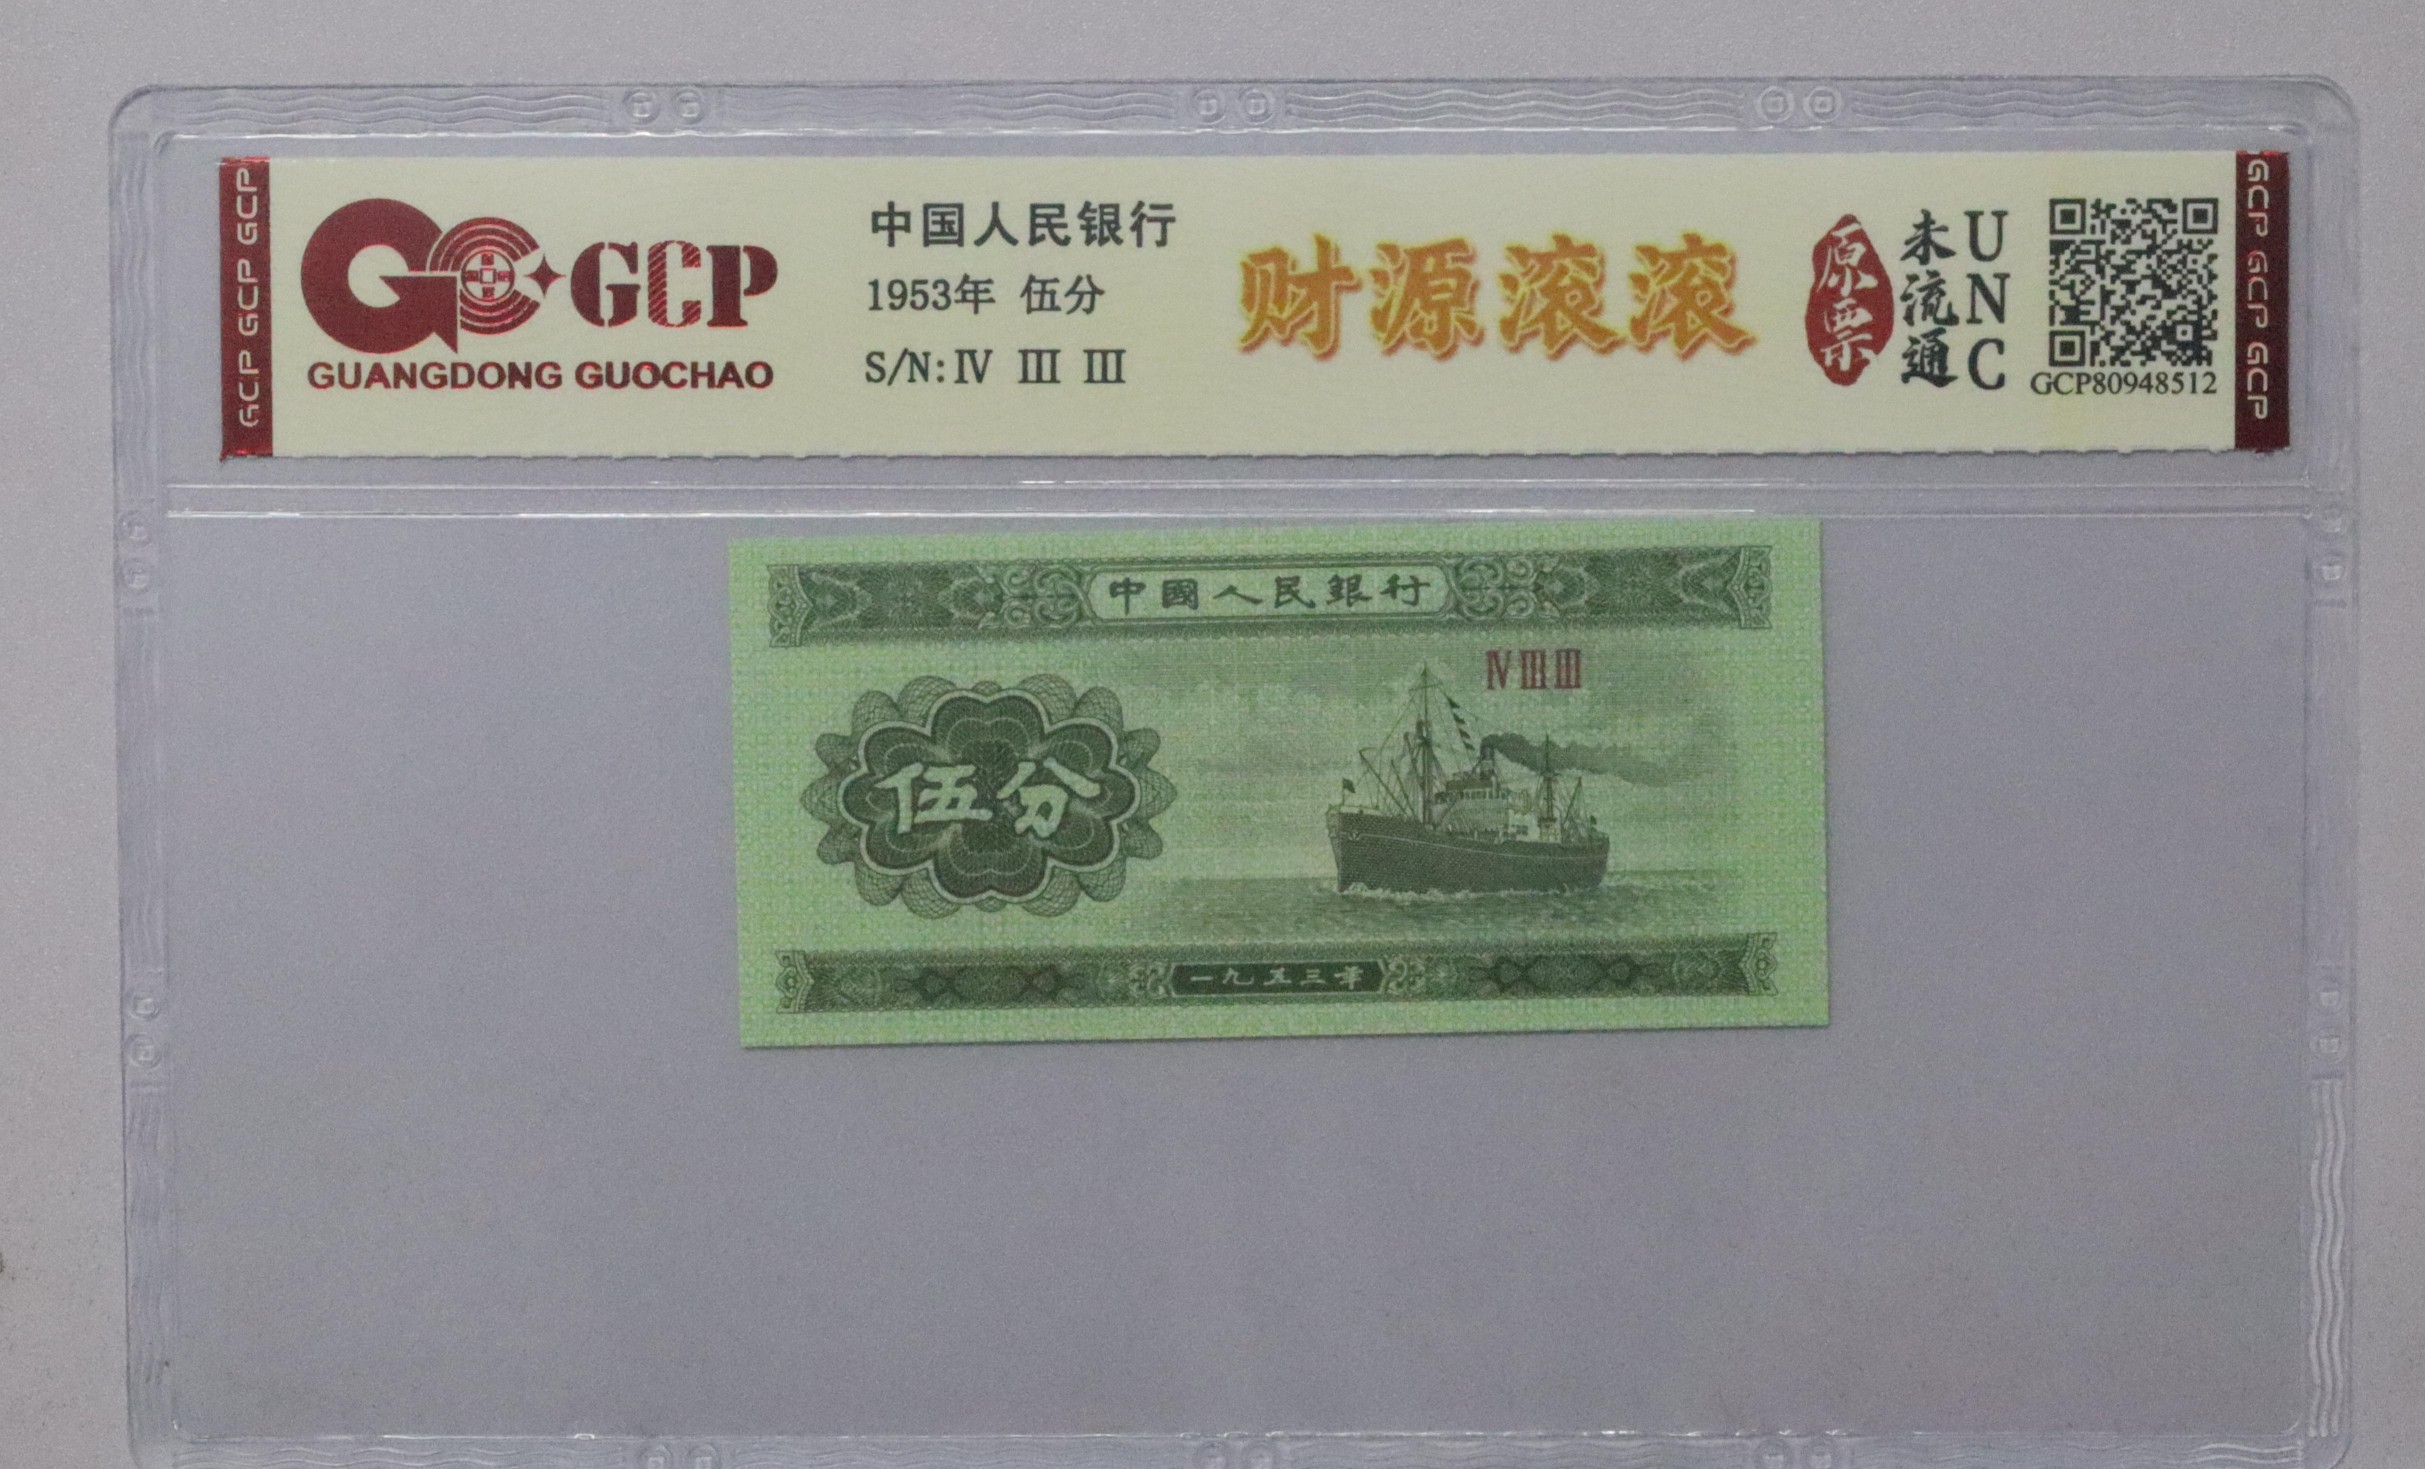 GCP GCP GCP
GCP
GUANGDONG GUOCHAO
中国人民银行
1953年 伍分
S/N: IV III III
财源滚滚
原票
未流通
UNC
GCP80948512
GCP GCP GCP
中國人民銀行
IV III III
伍分
一九五三年